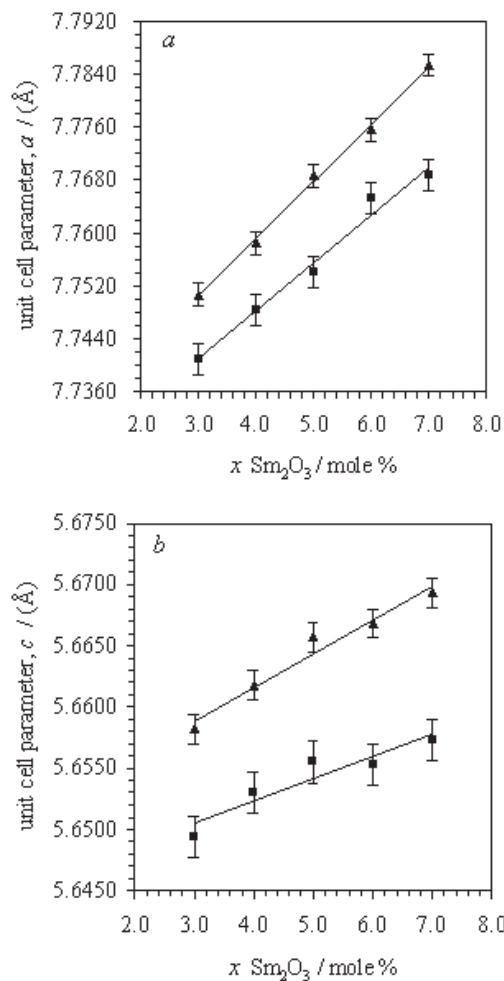 a
7.7920
7.7840
7.7760
7.7680
7.7600
7.7520
7.7440
7.7360
unit cell parameter, a / (Å)
2.0 3.0 4.0 5.0 6.0 7.0 8.0
x Sm₂O₃ / mole %
b
5.6750
5.6700
5.6650
5.6600
5.6550
5.6500
5.6450
unit cell parameter, c / (Å)
2.0 3.0 4.0 5.0 6.0 7.0 8.0
x Sm₂O₃ / mole %